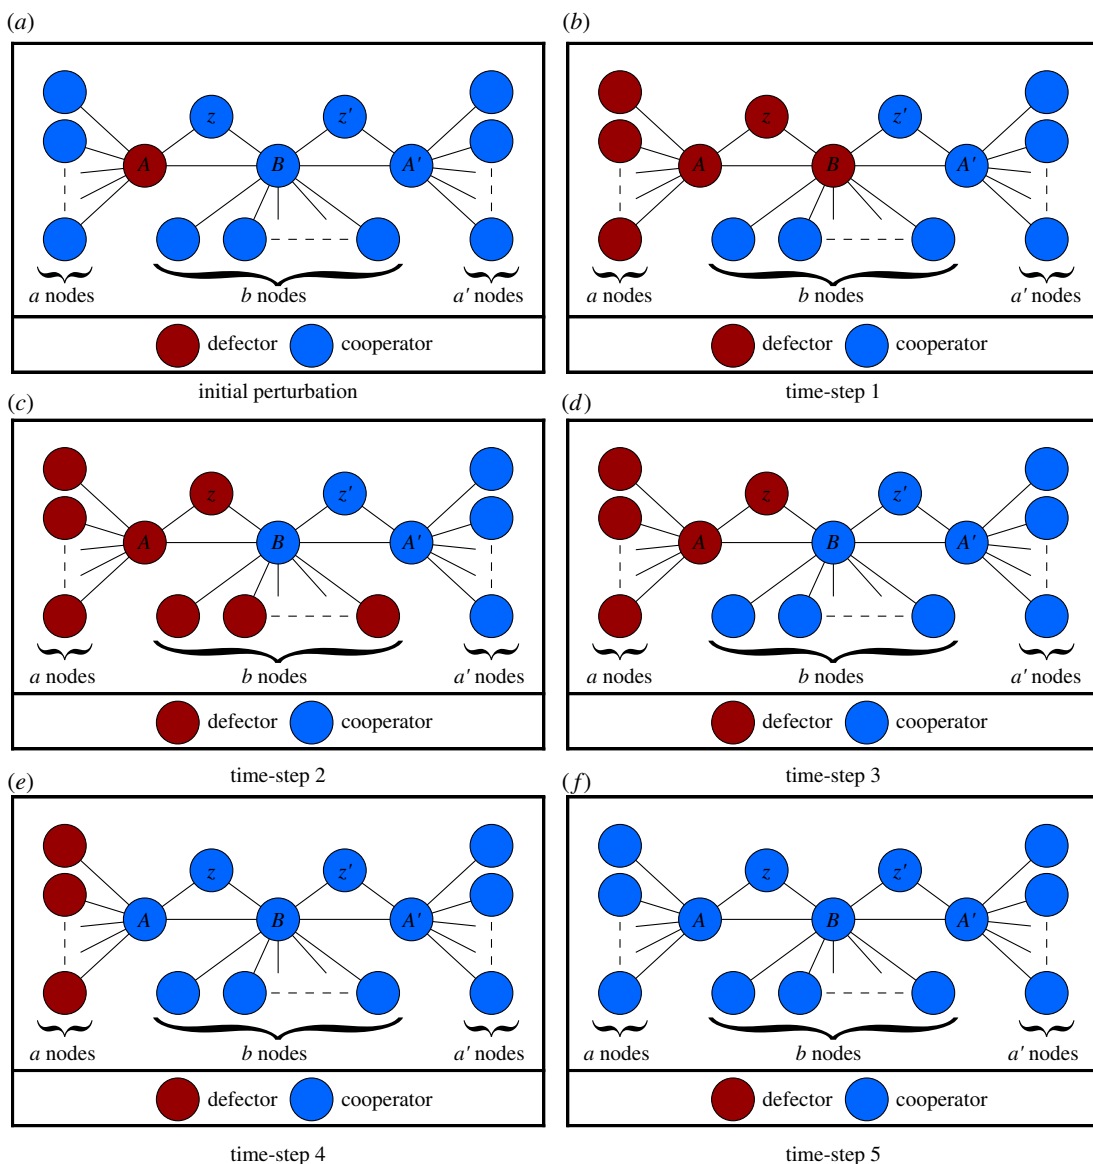 (a)
z z'
A B A'
a nodes b nodes a' nodes
defector cooperator
initial perturbation
(b)
z z'
A B A'
a nodes b nodes a' nodes
defector cooperator
time-step 1
(c)
z z'
A B A'
a nodes b nodes a' nodes
defector cooperator
time-step 2
(d)
z z'
A B A'
a nodes b nodes a' nodes
defector cooperator
time-step 3
(e)
z z'
A B A'
a nodes b nodes a' nodes
defector cooperator
time-step 4
(f)
z z'
A B A'
a nodes b nodes a' nodes
defector cooperator
time-step 5